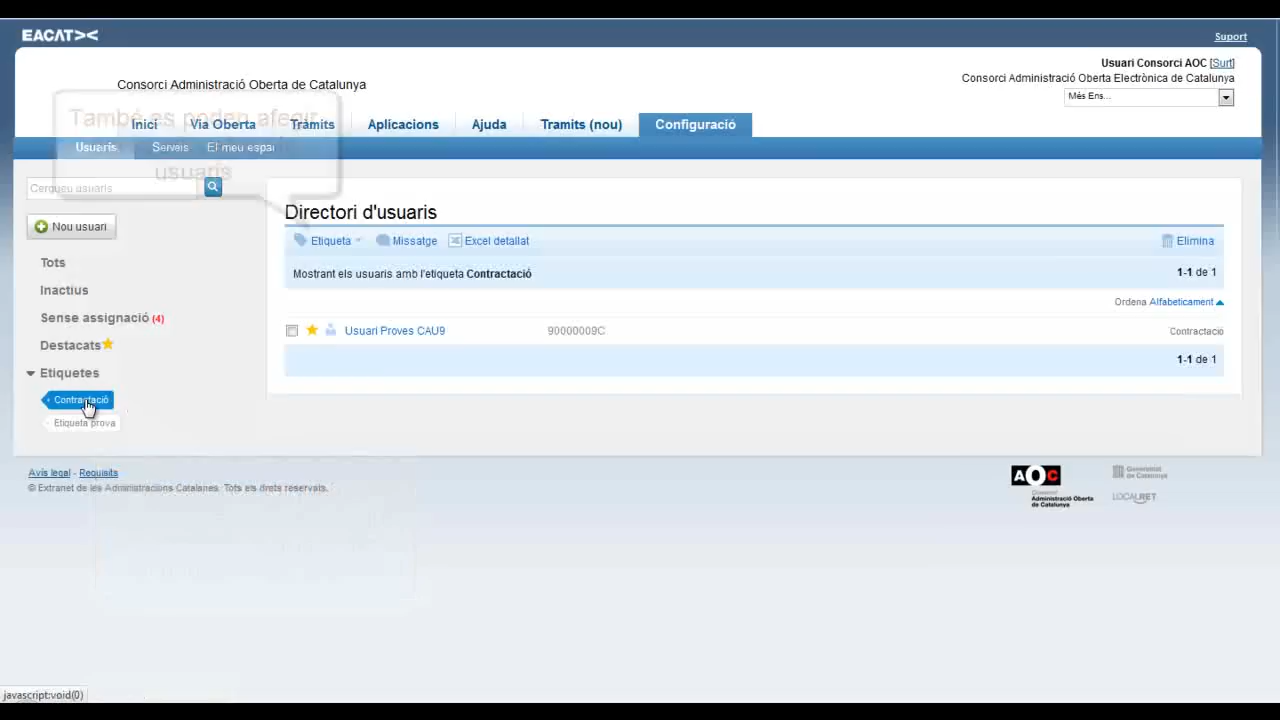 EACAT
Suport
Usuari Consorci AOC [Surt]
Consorci Administració Oberta de Catalunya
Consorci Administració Oberta Electrònica de Catalunya
Més Ens...
També es poden afegir
usuaris
Inici Via Oberta Tràmits Aplicacions Ajuda Tramits (nou) Configuració
Usuaris Serveis El meu espai
Cerqueu usuaris
Nou usuari
Tots
Inactius
Sense assignació (4)
Destacats
Etiquetes
Contractació
Etiqueta prova
Directori d'usuaris
Etiqueta Missatge Excel detallat Elimina
Mostrant els usuaris amb l'etiqueta Contractació 1-1 de 1
Ordena Alfabeticament
Usuari Proves CAU9 90000009C Contractacio
1-1 de 1
Avís legal - Requisits
© Extranet de les Administracions Catalanes. Tots els drets reservats.
AOC
Consorci
Administració Oberta
de Catalunya
Generalitat
de Catalunya
LOCALRET
javascript:void(0)